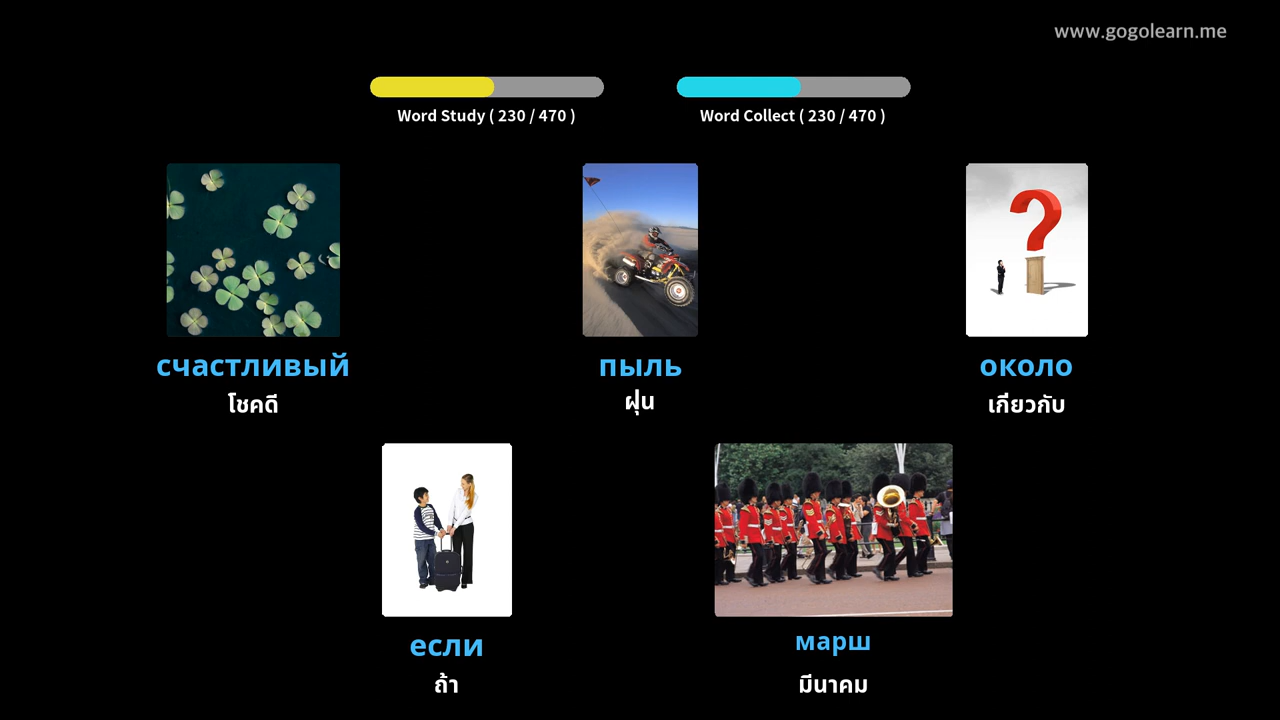 www.gogolearn.me
Word Study ( 230 / 470 )
Word Collect ( 230 / 470 )
счастливый
โชคดี
пыль
ฝุ่น
около
เกี่ยวกับ
если
ถ้า
марш
มีนาคม